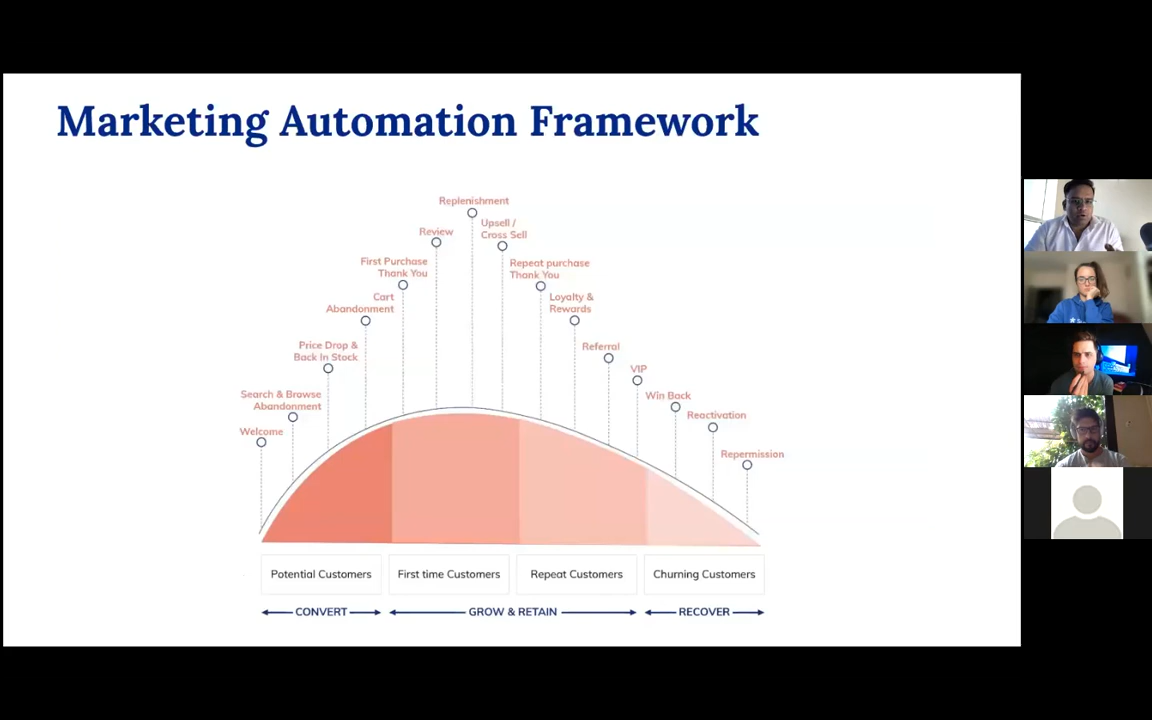 Marketing Automation Framework
Replenishment
Upsell /
Cross Sell
Review
First Purchase
Thank You
Repeat purchase
Thank You
Cart
Abandonment
Loyalty &
Rewards
Price Drop &
Back In Stock
Referral
VIP
Search & Browse
Abandonment
Win Back
Reactivation
Welcome
Repermission
Potential Customers
First time Customers
Repeat Customers
Churning Customers
CONVERT
GROW & RETAIN
RECOVER